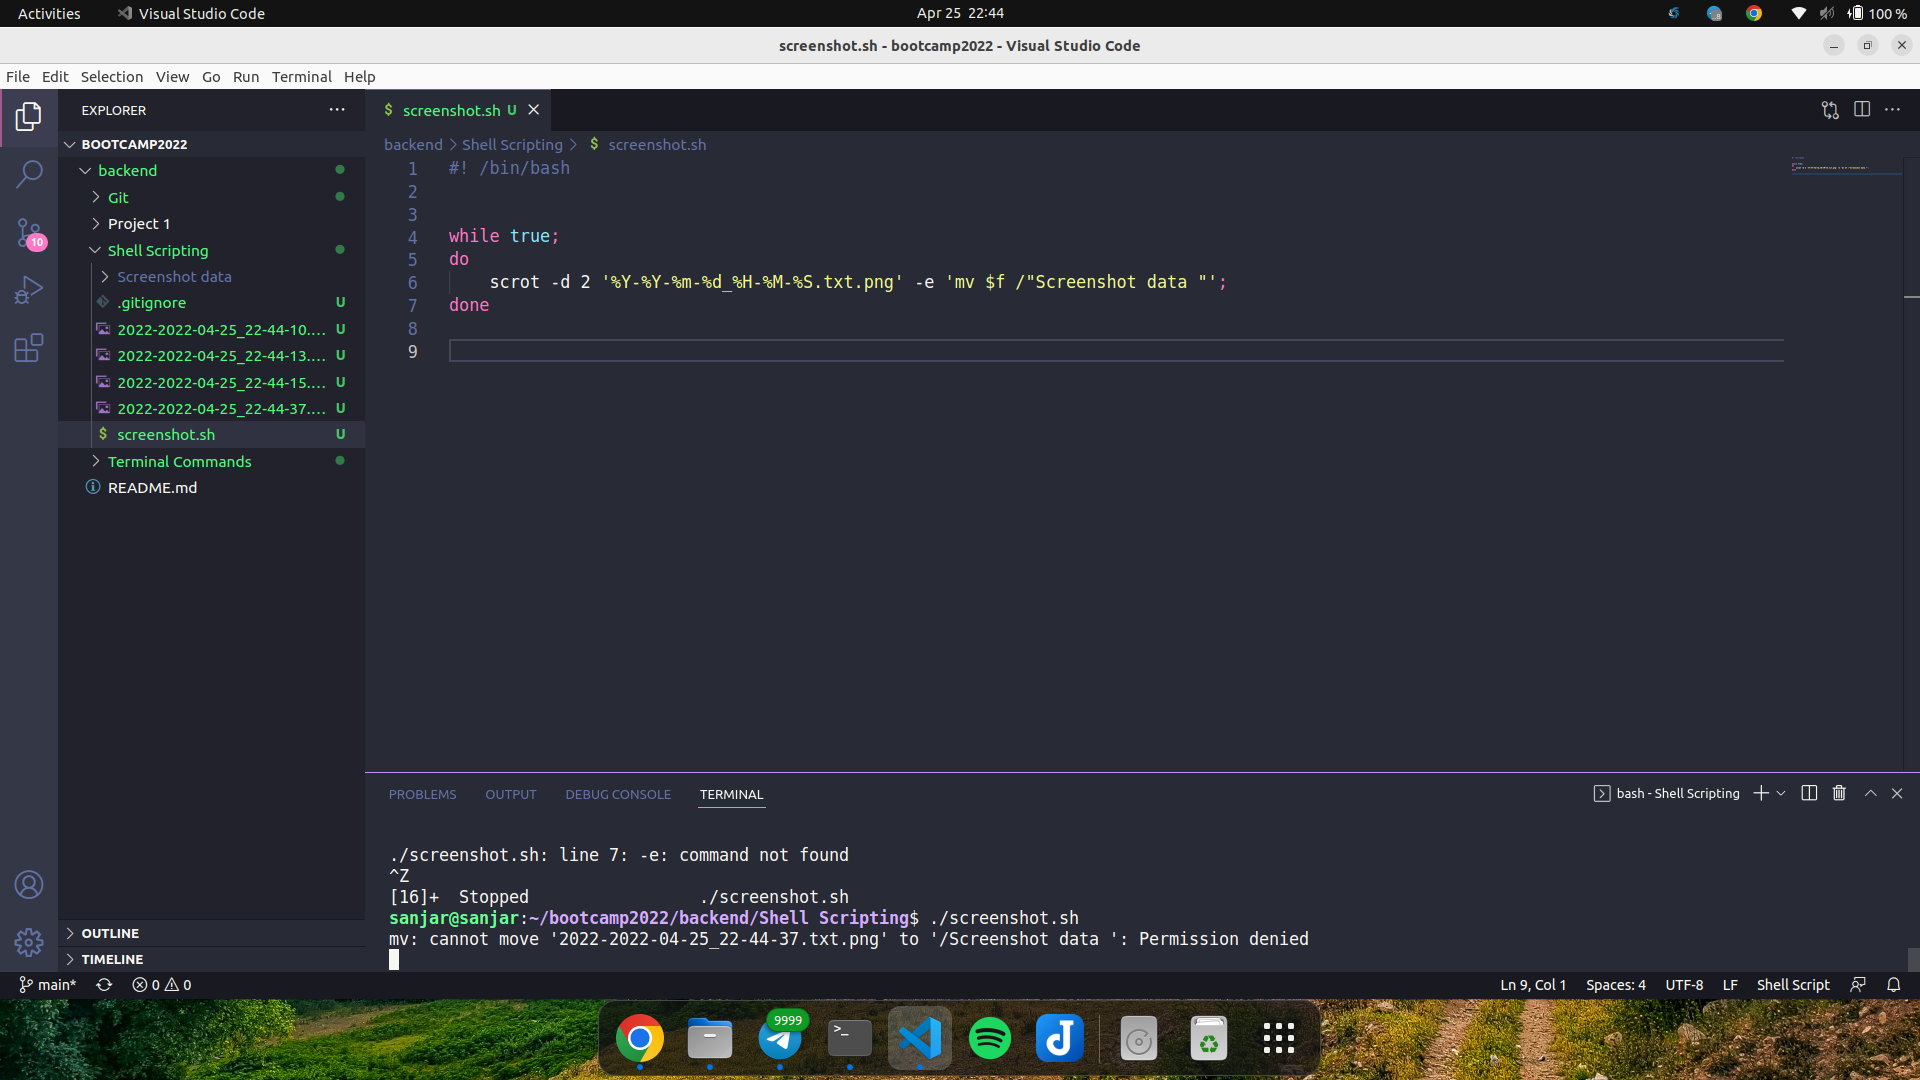 Activities
Visual Studio Code
Apr 25 22:44
100 %
screenshot.sh - bootcamp2022 - Visual Studio Code
File Edit Selection View Go Run Terminal Help
EXPLORER
BOOTCAMP2022
backend
Git
Project 1
Shell Scripting
Screenshot data
.gitignore U
2022-2022-04-25_22-44-10.... U
2022-2022-04-25_22-44-13.... U
2022-2022-04-25_22-44-15.... U
2022-2022-04-25_22-44-37.... U
$ screenshot.sh U
Terminal Commands
README.md
10
OUTLINE
TIMELINE
$ screenshot.sh U
backend > Shell Scripting > $ screenshot.sh
1 #! /bin/bash
2
3
4 while true;
5 do
6 scrot -d 2 '%Y-%Y-%m-%d_%H-%M-%S.txt.png' -e 'mv $f /"Screenshot data "';
7 done
8
9
PROBLEMS OUTPUT DEBUG CONSOLE TERMINAL
bash - Shell Scripting
./screenshot.sh: line 7: -e: command not found
^Z
[16]+ Stopped ./screenshot.sh
sanjar@sanjar:~/bootcamp2022/backend/Shell Scripting$ ./screenshot.sh
mv: cannot move '2022-2022-04-25_22-44-37.txt.png' to '/Screenshot data ': Permission denied
main* 0 0
Ln 9, Col 1 Spaces: 4 UTF-8 LF Shell Script
9999
>_